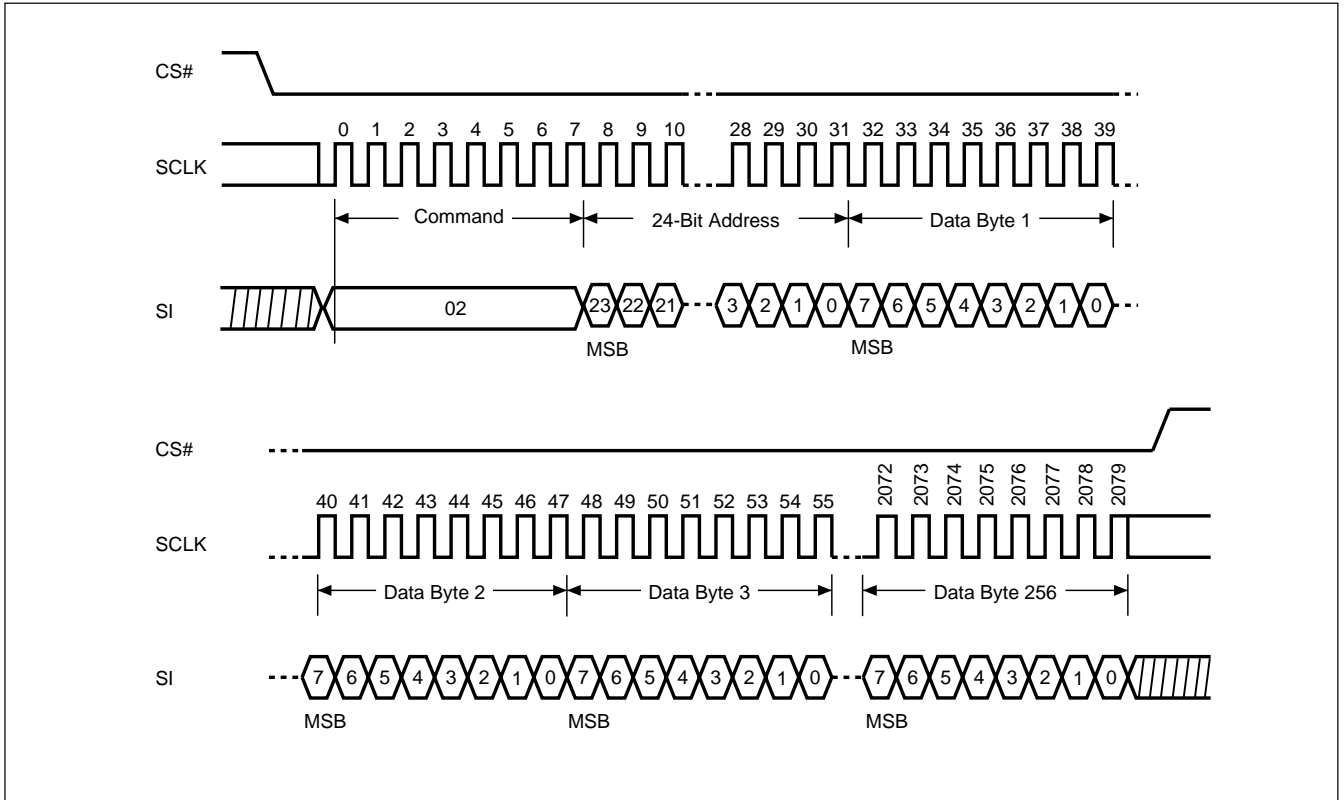 CS#
0 1 2 3 4 5 6 7 8 9 10 28 29 30 31 32 33 34 35 36 37 38 39
SCLK
Command 24-Bit Address Data Byte 1
SI 02 23 22 21 3 2 1 0 7 6 5 4 3 2 1 0
MSB MSB
CS#
40 41 42 43 44 45 46 47 48 49 50 51 52 53 54 55 2072 2073 2074 2075 2076 2077 2078 2079
SCLK
Data Byte 2 Data Byte 3 Data Byte 256
SI 7 6 5 4 3 2 1 0 7 6 5 4 3 2 1 0 7 6 5 4 3 2 1 0
MSB MSB MSB